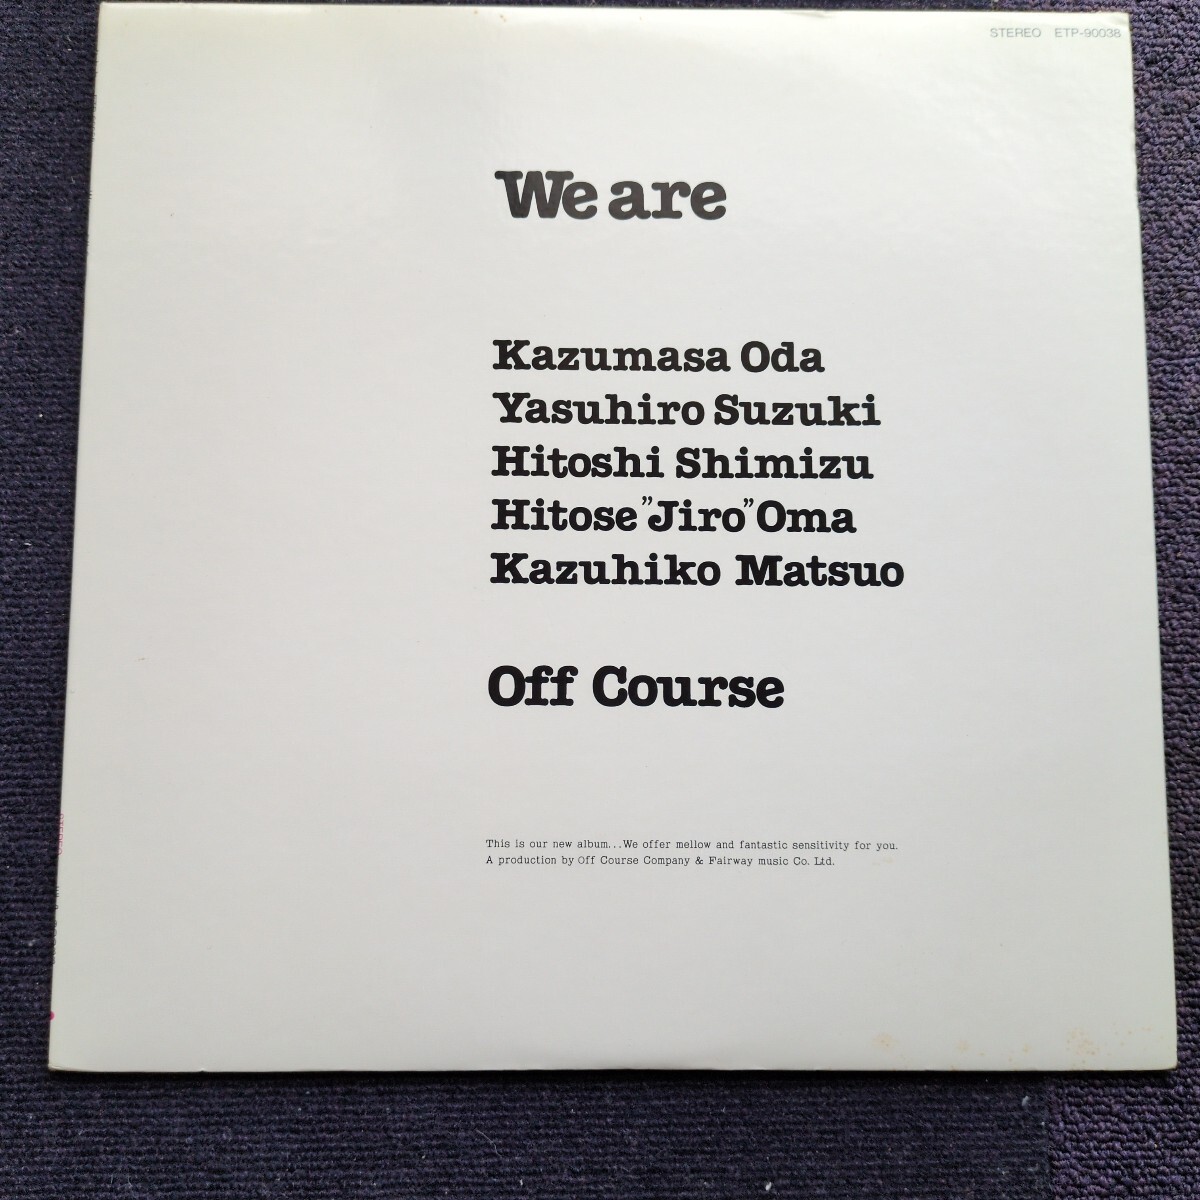 STEREO ETP-90038
We are
Kazumasa Oda
Yasuhiro Suzuki
Hitoshi Shimizu
Hitose ”Jiro” Oma
Kazuhiko Matsuo
Off Course
This is our new album...We offer mellow and fantastic sensitivity for you.
A production by Off Course Company & Fairway music Co. Ltd.